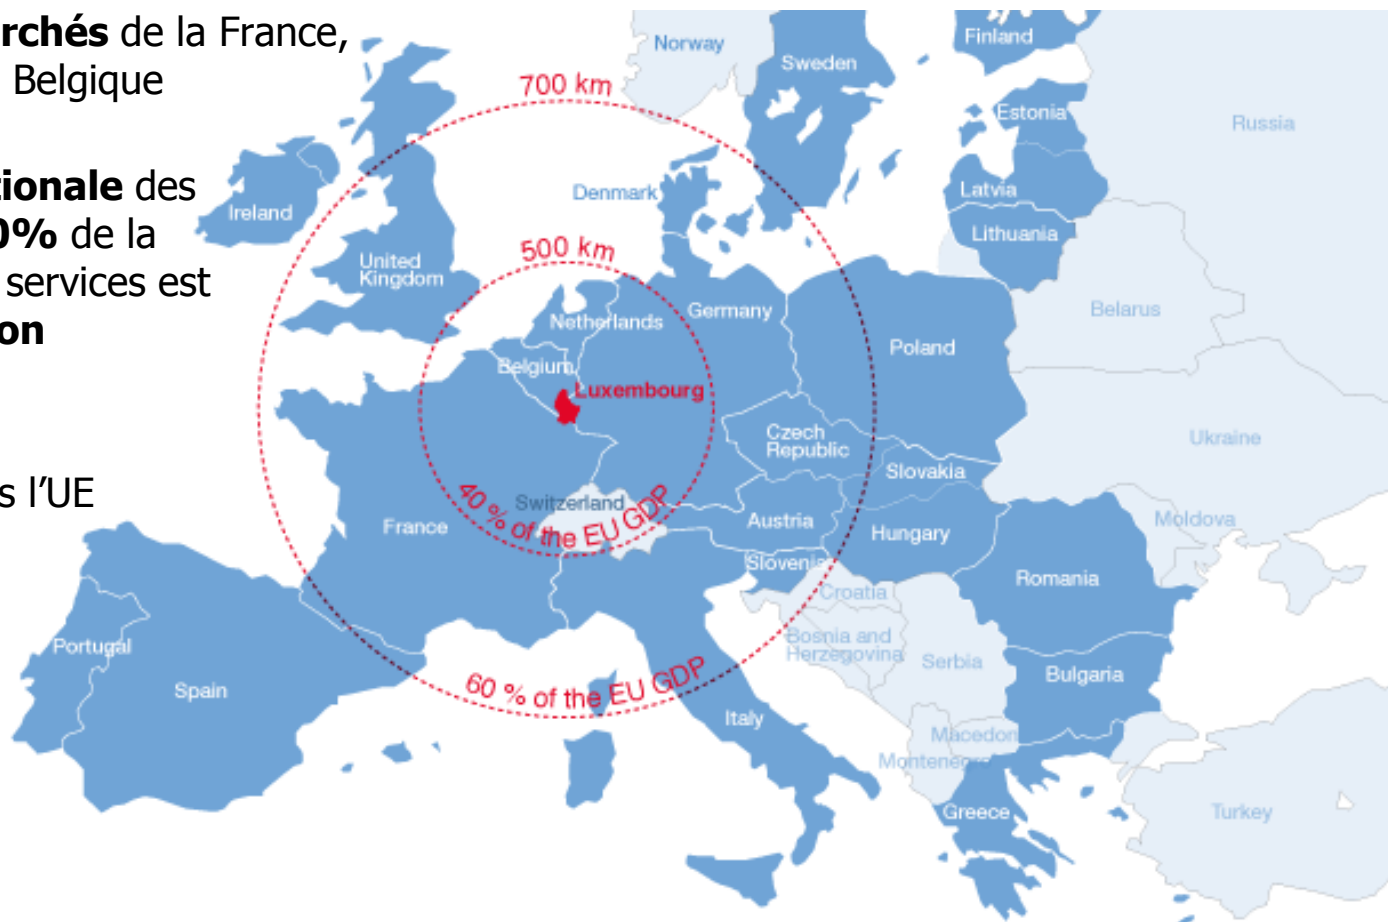 rchés de la France,
Belgique
tionale des
0% de la
services est
on
s l’UE
Norway
Finland
Sweden
700 km
Estonia
Russia
Denmark
Latvia
Ireland
Lithuania
500 km
United
Kingdom
Germany
Belarus
Netherlands
Poland
Belgium
Luxembourg
Czech
Republic
Ukraine
Slovakia
Switzerland
40 % of the EU GDP
France
Austria
Hungary
Moldova
Slovenia
Romania
Croatia
Portugal
Bosnia and
Herzegovina
Serbia
Bulgaria
Spain
60 % of the EU GDP
Italy
Macedon
Montenegro
Greece
Turkey